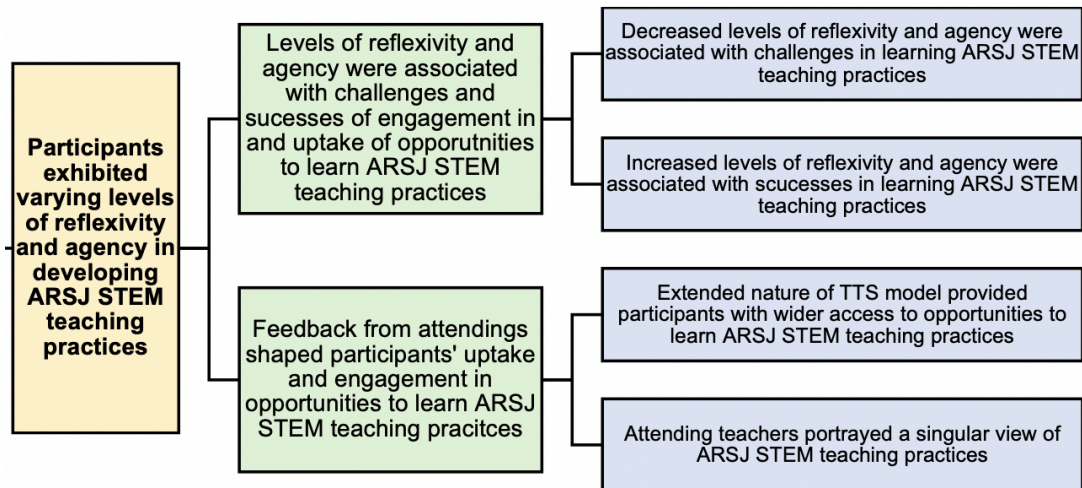 Participants
exhibited
varying levels
of reflexivity
and agency in
developing
ARSJ STEM
teaching
practices
Levels of reflexivity and
agency were associated
with challenges and
sucesses of engagement in
and uptake of opporutnities
to learn ARSJ STEM
teaching practices
Feedback from attendings
shaped participants' uptake
and engagement in
opportunities to learn ARSJ
STEM teaching pracitces
Decreased levels of reflexivity and agency were
associated with challenges in learning ARSJ STEM
teaching practices
Increased levels of reflexivity and agency were
associated with scucesses in learning ARSJ STEM
teaching practices
Extended nature of TTS model provided
participants with wider access to opportunities to
learn ARSJ STEM teaching practices
Attending teachers portrayed a singular view of
ARSJ STEM teaching practices